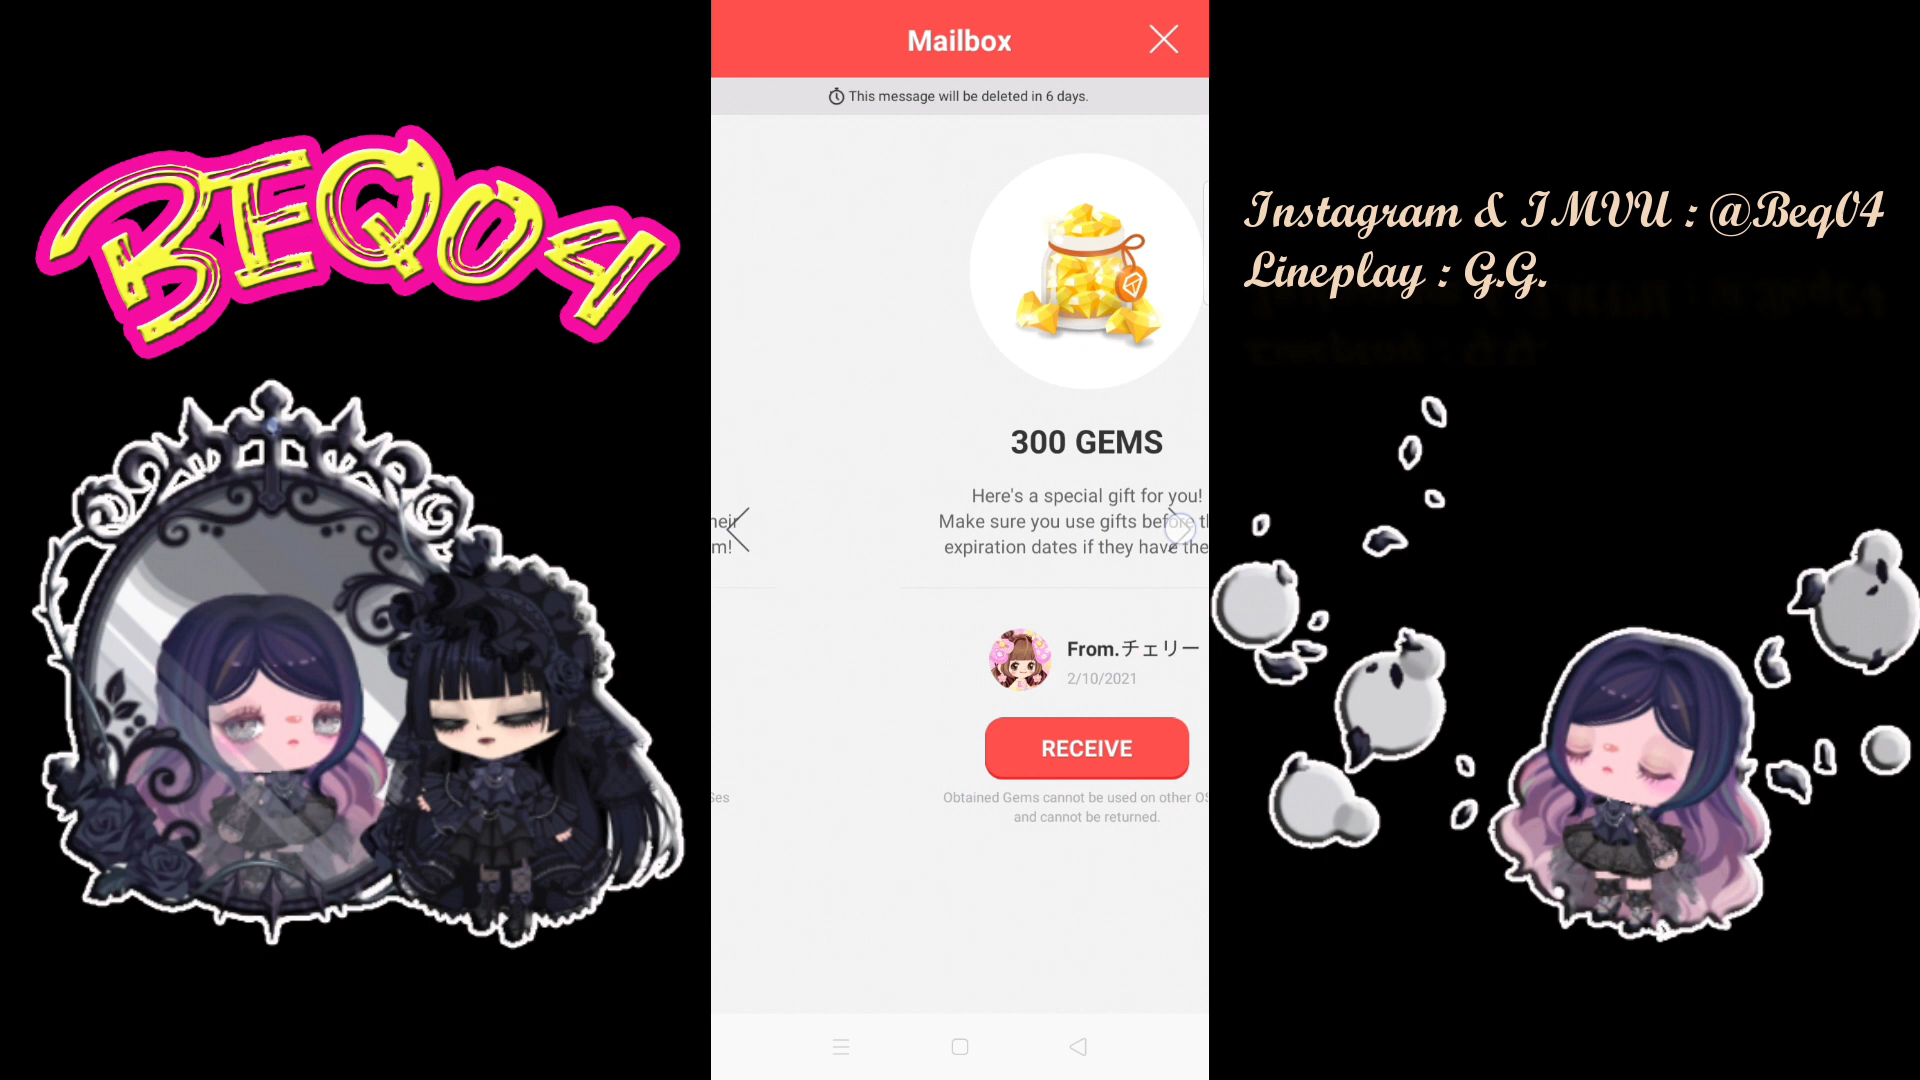 BEQ04
Mailbox
This message will be deleted in 6 days.
300 GEMS
Here's a special gift for you!
Make sure you use gifts before
expiration dates if they have
m!
From.チェリー
2/10/2021
RECEIVE
Obtained Gems cannot be used on other
and cannot be returned.
Instagram & IMVU : @Beq04
Lineplay : G.G.